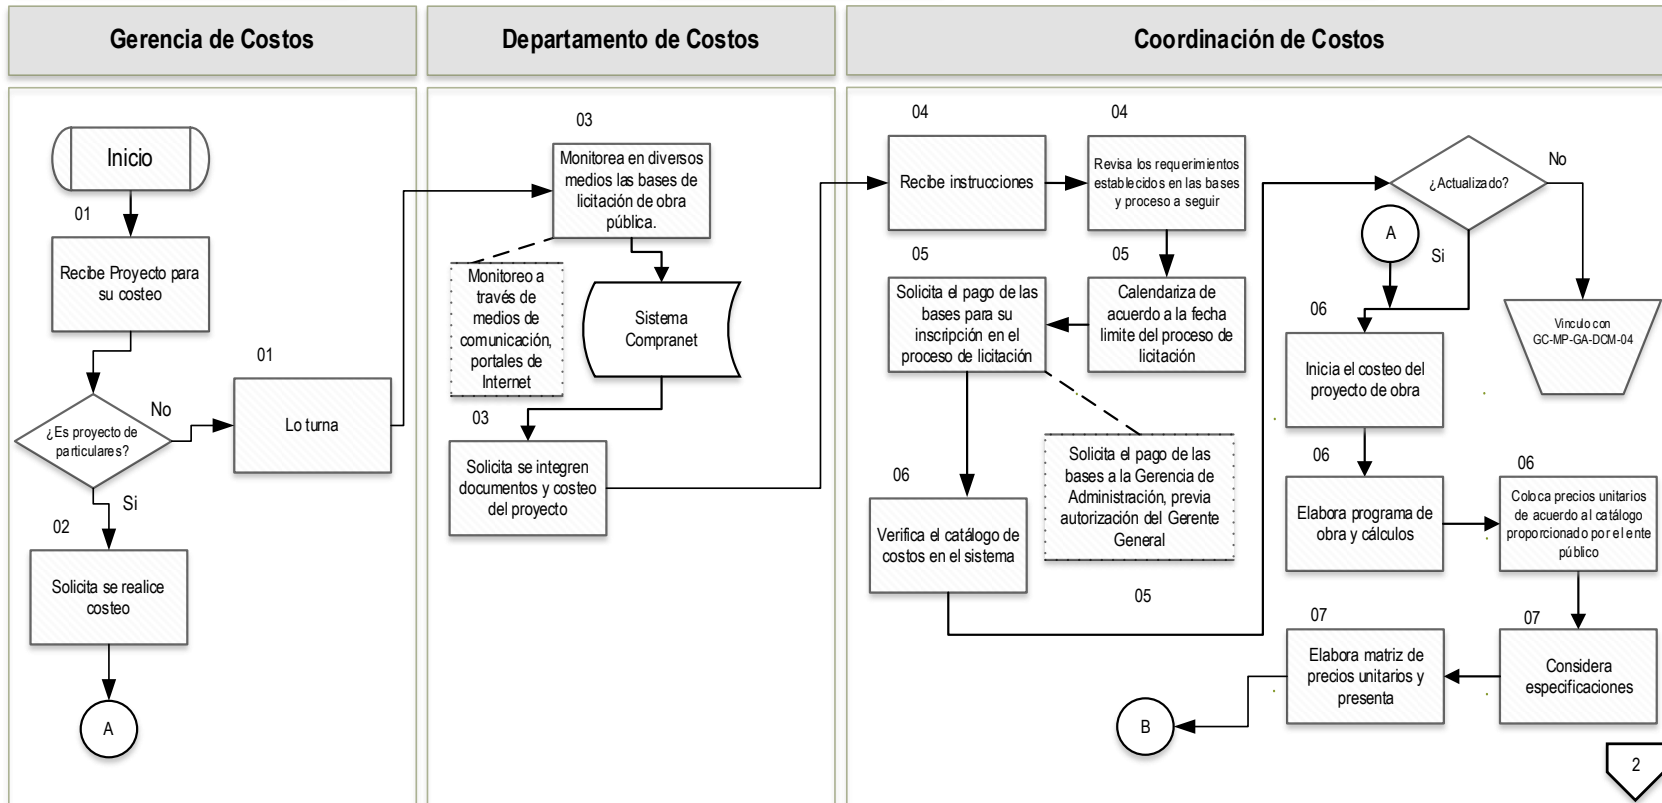 Gerencia de Costos
Departamento de Costos
Coordinación de Costos
Inicio
01
Recibe Proyecto para
su costeo
¿Es proyecto de
particulares?
No
01
Lo turna
Si
02
Solicita se realice
costeo
A
03
Monitorea en diversos
medios las bases de
licitación de obra
pública.
Monitoreo a
través de
medios de
comunicación,
portales de
Internet
Sistema
Compranet
03
Solicita se integren
documentos y costeo
del proyecto
04
Recibe instrucciones
04
Revisa los requerimientos
establecidos en las bases
y proceso a seguir
05
Calendariza de
acuerdo a la fecha
limite del proceso de
licitación
05
Solicita el pago de las
bases para su
inscripción en el
proceso de licitación
Solicita el pago de las
bases a la Gerencia de
Administración, previa
autorización del Gerente
General
06
Verifica el catálogo de
costos en el sistema
05
¿Actualizado?
No
Si
A
Vinculo con
GC-MP-GA-DCM-04
06
Inicia el costeo del
proyecto de obra
06
Elabora programa de
obra y cálculos
06
Coloca precios unitarios
de acuerdo al catálogo
proporcionado por el ente
público
07
Considera
especificaciones
07
Elabora matriz de
precios unitarios y
presenta
B
2